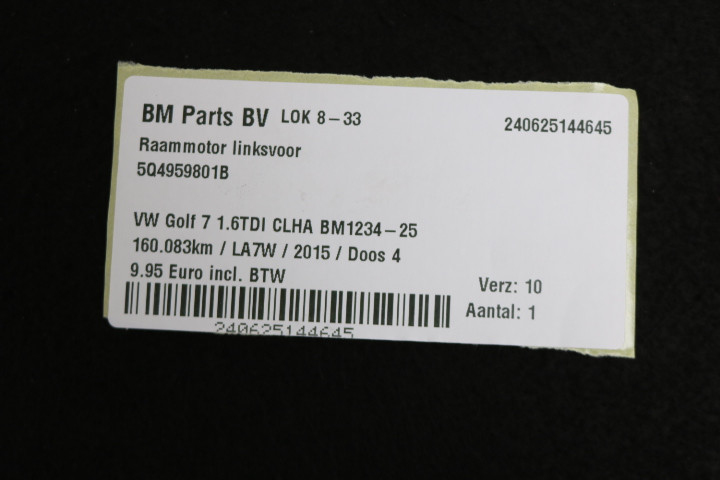 BM Parts BV LOK 8-33
240625144645
Raammotor linksvoor
5Q4959801B
VW Golf 7 1.6TDI CLHA BM1234-25
160.083km / LA7W / 2015 / Doos 4
9.95 Euro incl. BTW
Verz: 10
Aantal: 1
240625144645